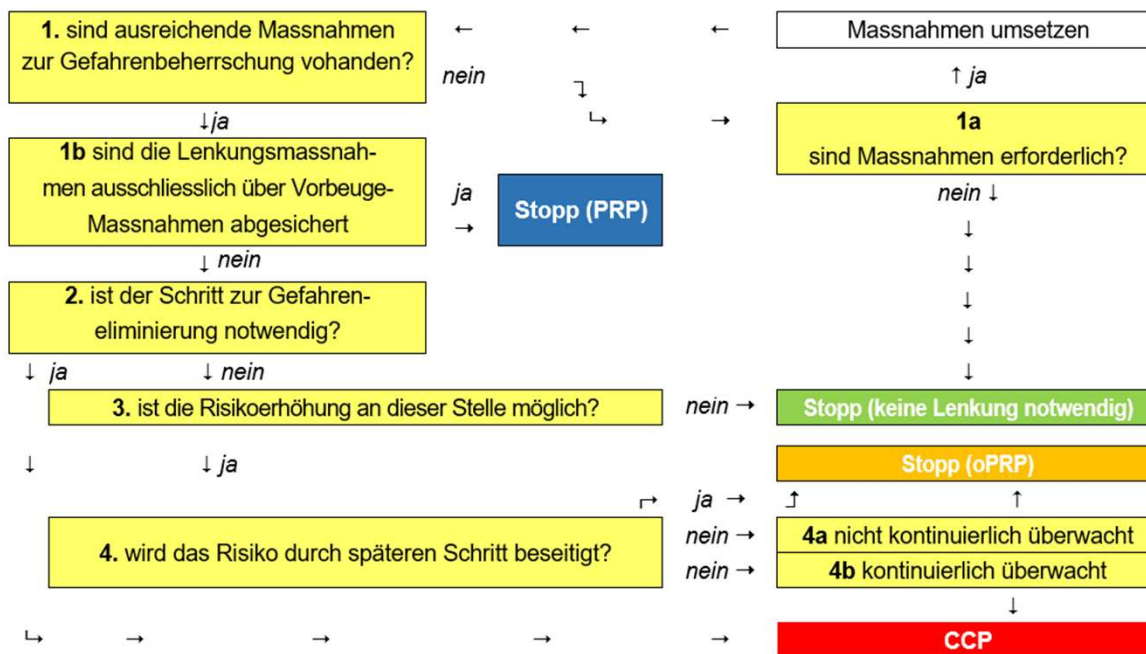 1. sind ausreichende Massnahmen
zur Gefahrenbeherrschung vohanden?
← ← ←
Massnahmen umsetzen
nein
↑ ja
↓ja
1a
sind Massnahmen erforderlich?
1b sind die Lenkungsmassnah-
men ausschliesslich über Vorbeuge-
Massnahmen abgesichert
ja
→
Stopp (PRP)
nein ↓
↓ nein
2. ist der Schritt zur Gefahren-
eliminierung notwendig?
↓ ja ↓ nein
3. ist die Risikoerhöhung an dieser Stelle möglich?
nein →
Stopp (keine Lenkung notwendig)
↓ ↓ ja
Stopp (oPRP)
ja →
4. wird das Risiko durch späteren Schritt beseitigt?
nein →
4a nicht kontinuierlich überwacht
nein →
4b kontinuierlich überwacht
↓
→ → → → →
CCP